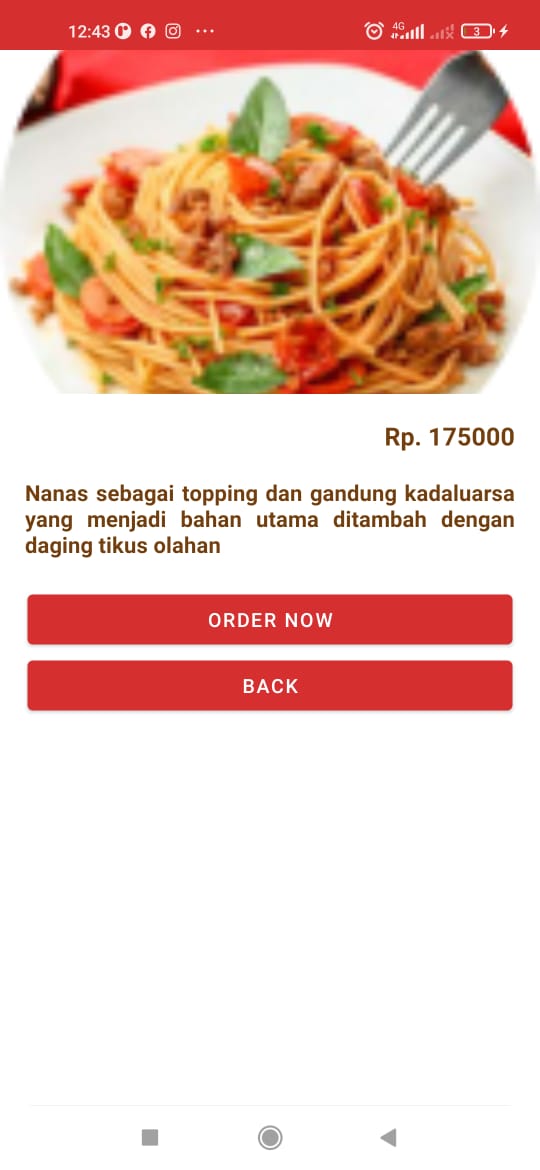 12:43
4G
3
Rp. 175000
Nanas sebagai topping dan gandung kadaluarsa
yang menjadi bahan utama ditambah dengan
daging tikus olahan
ORDER NOW
BACK